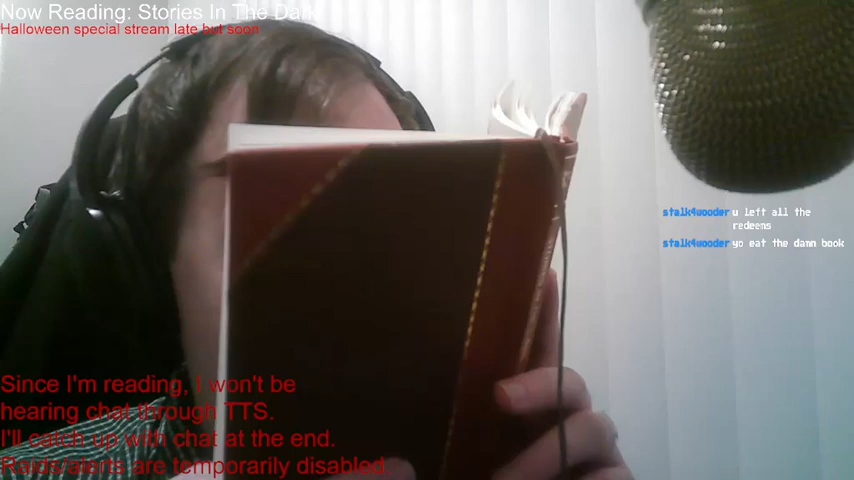 Now Reading: Stories In The Dark
Halloween special stream late but soon
stalk4wooder u left all the
redeems
stalk4wooder yo eat the damn book
Since I'm reading, I won't be
hearing chat through TTS.
I'll catch up with chat at the end.
Raids/alerts are temporarily disabled.